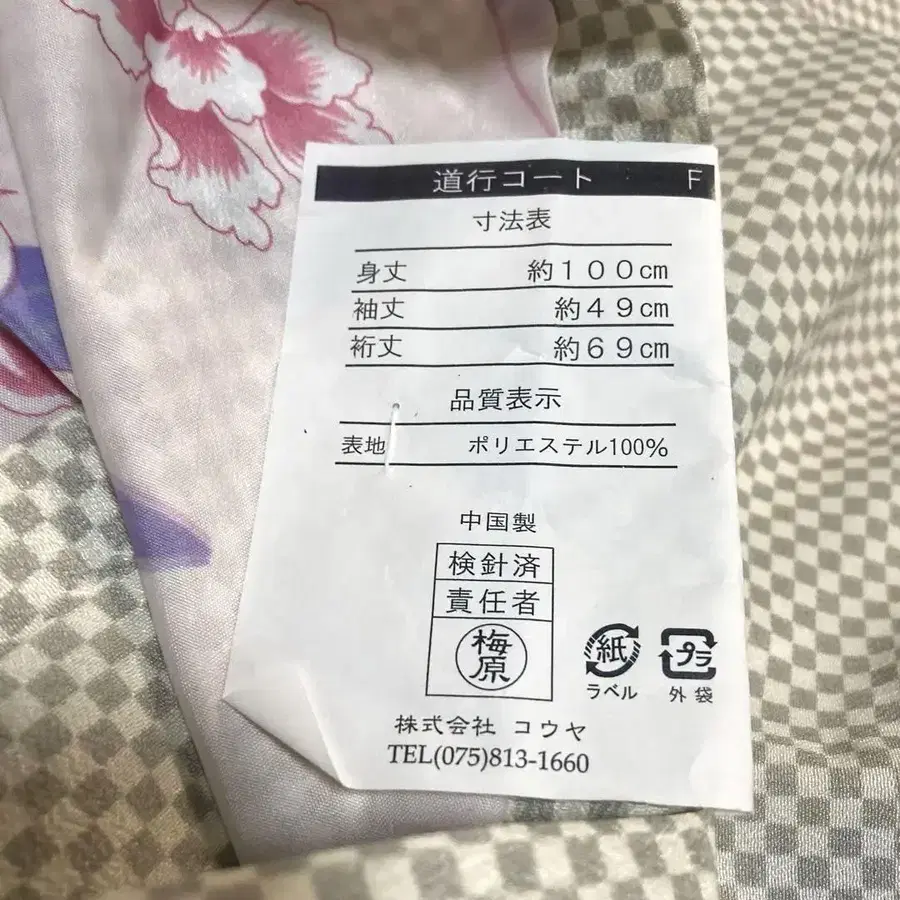 道行コート F
寸法表
身丈 約100cm
袖丈 約49cm
裄丈 約69cm
品質表示
表地 ポリエステル100%
中国製
検針済
責任者
梅原
紙 プラ
ラベル 外袋
株式会社 コウヤ
TEL(075)813-1660